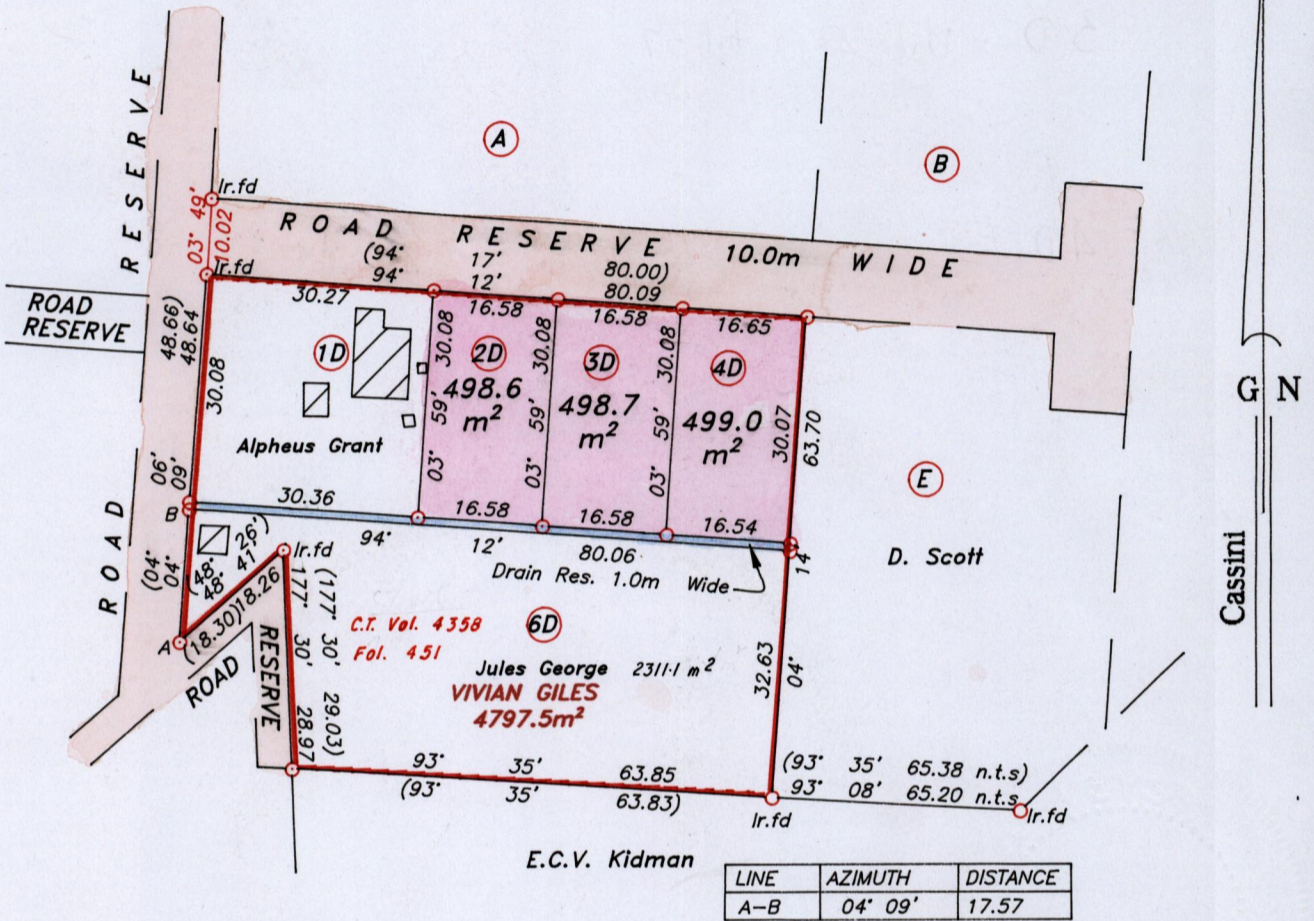 A
B
ROAD RESERVE
Ir.fd
03° 49'
10.02
Ir.fd
ROAD RESERVE 10.0m WIDE
(94° 17' 80.00)
94° 12' 80.09
30.27
16.58
16.58
16.65
ROAD
RESERVE
48.66)
48.64
30.08
1D
2D
498.6
m²
3D
498.7
m²
4D
499.0
m²
30.08
03° 59'
30.08
03° 59'
30.08
03° 59'
30.07
63.70
G N
Alpheus Grant
06'
09'
30.36
16.58
16.58
16.54
B
94° 12' 80.06
Drain Res. 1.0m Wide
14'
E
D. Scott
Cassini
(04°
04°
(48° 26')
48° 41'
(18.30)18.26
Ir.fd
A
ROAD
RESERVE
(177° 30' 29.03)
177° 30' 28.97
C.T. Vol. 4358
Fol. 451
6D
Jules George 2311·1 m²
VIVIAN GILES
4797.5m²
32.63
04°
93° 35' 63.85
(93° 35' 63.83)
(93° 35' 65.38 n.t.s)
93° 08' 65.20 n.t.s
Ir.fd
Ir.fd
E.C.V. Kidman
LINE AZIMUTH DISTANCE
A-B 04° 09' 17.57